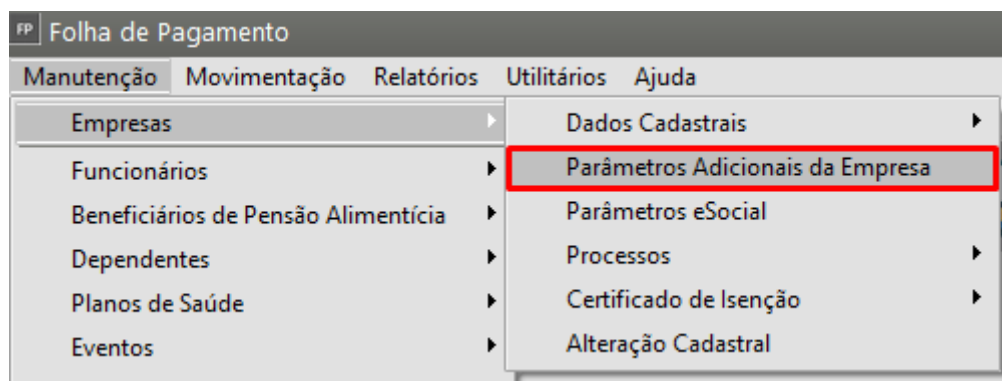 FP Folha de Pagamento
Manutenção Movimentação Relatórios Utilitários Ajuda
Empresas
Funcionários
Beneficiários de Pensão Alimentícia
Dependentes
Planos de Saúde
Eventos
Dados Cadastrais
Parâmetros Adicionais da Empresa
Parâmetros eSocial
Processos
Certificado de Isenção
Alteração Cadastral